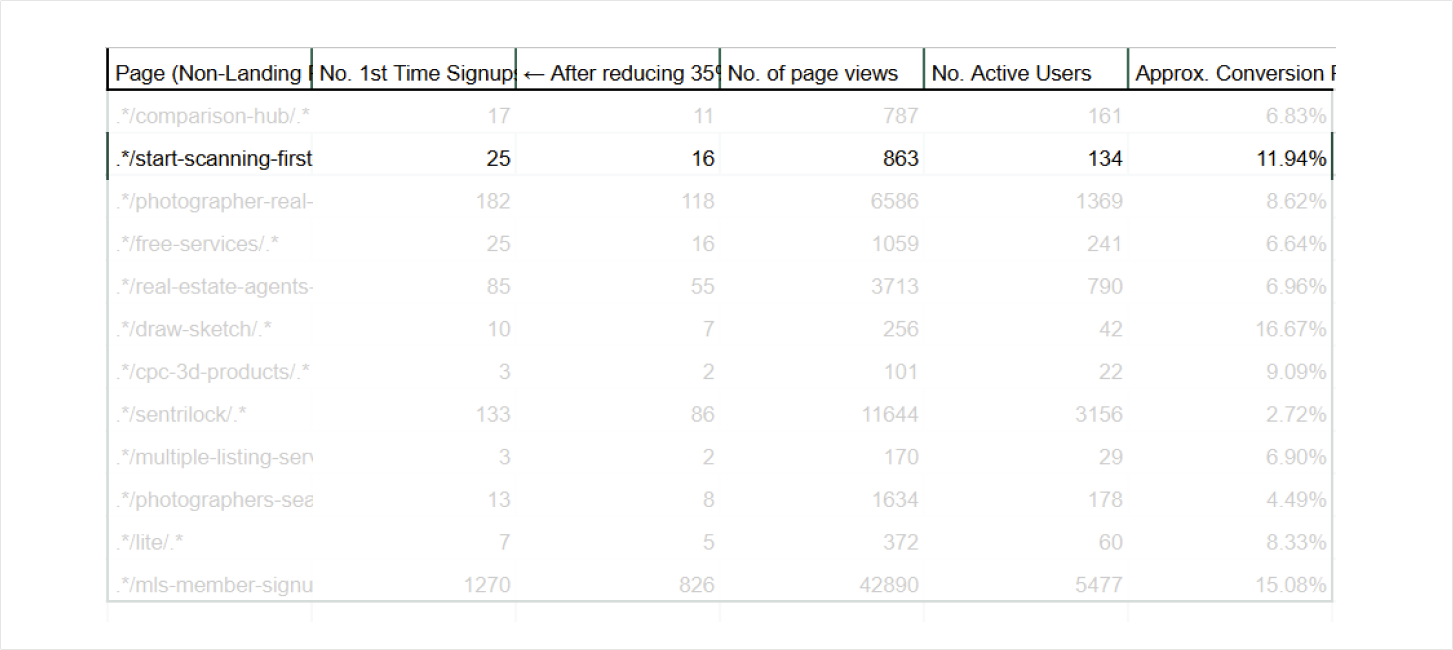 Page (Non-Landing No. 1st Time Signup ← After reducing 35 No. of page views No. Active Users Approx. Conversion
.*/comparison-hub/.* 17 11 787 161 6.83%
.*/start-scanning-first 25 16 863 134 11.94%
.*/photographer-real- 182 118 6586 1369 8.62%
.*/free-services/.* 25 16 1059 241 6.64%
.*/real-estate-agents- 85 55 3713 790 6.96%
.*/draw-sketch/.* 10 7 256 42 16.67%
.*/cpc-3d-products/.* 3 2 101 22 9.09%
.*/sentrilock/.* 133 86 11644 3156 2.72%
.*/multiple-listing-serv 3 2 170 29 6.90%
.*/photographers-sea 13 8 1634 178 4.49%
.*/lite/.* 7 5 372 60 8.33%
.*/mls-member-signu 1270 826 42890 5477 15.08%